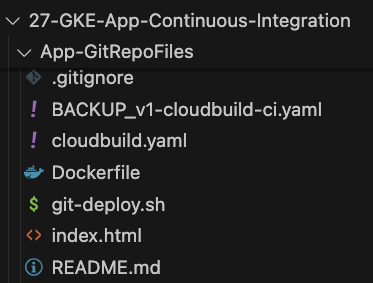 27-GKE-App-Continuous-Integration
App-GitRepoFiles
.gitignore
! BACKUP_v1-cloudbuild-ci.yaml
! cloudbuild.yaml
Dockerfile
$ git-deploy.sh
<> index.html
README.md